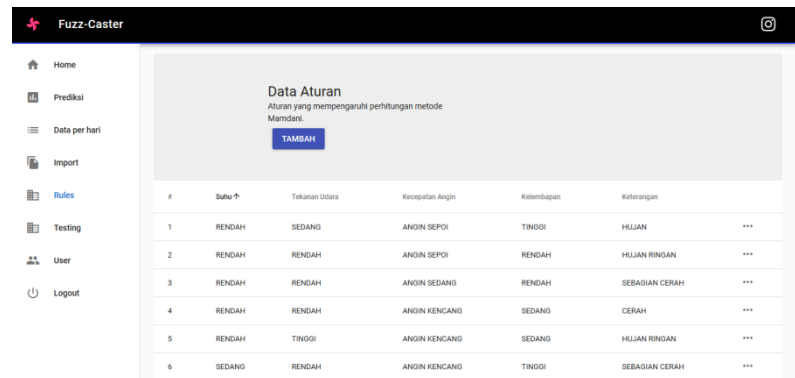 Fuzz-Caster
Home
Prediksi
Data per hari
Import
Rules
Testing
User
Logout
Data Aturan
Aturan yang mempengaruhi perhitungan metode
Mamdani.
TAMBAH
# Suhu Tekanan Udara Kecepatan Angin Kelembapan Keterangan
1 RENDAH SEDANG ANGIN SEPOI TINGGI HUJAN
2 RENDAH RENDAH ANGIN SEPOI RENDAH HUJAN RINGAN
3 RENDAH RENDAH ANGIN SEDANG RENDAH SEBAGIAN CERAH
4 RENDAH RENDAH ANGIN KENCANG SEDANG CERAH
5 RENDAH TINGGI ANGIN KENCANG SEDANG HUJAN RINGAN
6 SEDANG RENDAH ANGIN KENCANG TINGGI SEBAGIAN CERAH